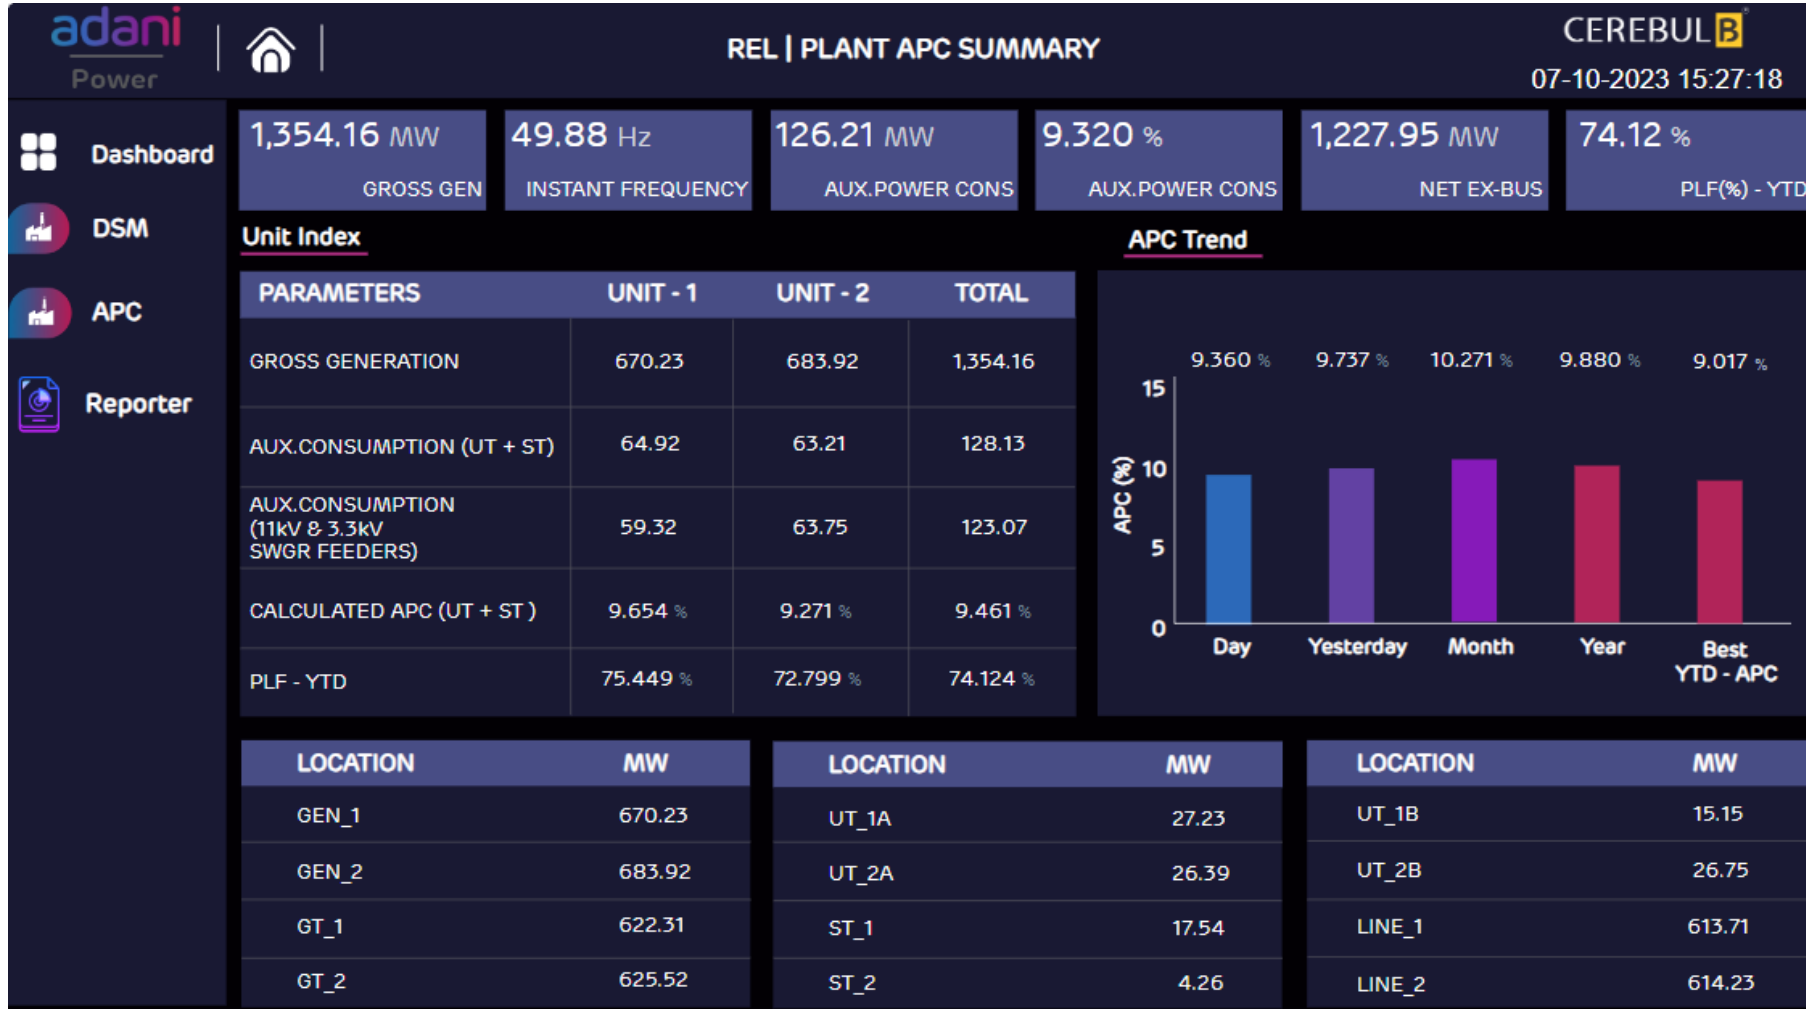 adani
Power
REL | PLANT APC SUMMARY
CEREBULB
07-10-2023 15:27:18
Dashboard
DSM
APC
Reporter
1,354.16 MW
GROSS GEN
49.88 Hz
INSTANT FREQUENCY
126.21 MW
AUX.POWER CONS
9.320 %
AUX.POWER CONS
1,227.95 MW
NET EX-BUS
74.12 %
PLF(%) - YTD
Unit Index
PARAMETERS UNIT - 1 UNIT - 2 TOTAL
GROSS GENERATION 670.23 683.92 1,354.16
AUX.CONSUMPTION (UT + ST) 64.92 63.21 128.13
AUX.CONSUMPTION
(11kV & 3.3kV 59.32 63.75 123.07
SWGR FEEDERS)
CALCULATED APC (UT + ST ) 9.654 % 9.271 % 9.461 %
PLF - YTD 75.449 % 72.799 % 74.124 %
APC Trend
9.360 % 9.737 % 10.271 % 9.880 % 9.017 %
APC (%)
15
10
5
0
Day Yesterday Month Year Best
YTD - APC
LOCATION MW
GEN_1 670.23
GEN_2 683.92
GT_1 622.31
GT_2 625.52
LOCATION MW
UT_1A 27.23
UT_2A 26.39
ST_1 17.54
ST_2 4.26
LOCATION MW
UT_1B 15.15
UT_2B 26.75
LINE_1 613.71
LINE_2 614.23